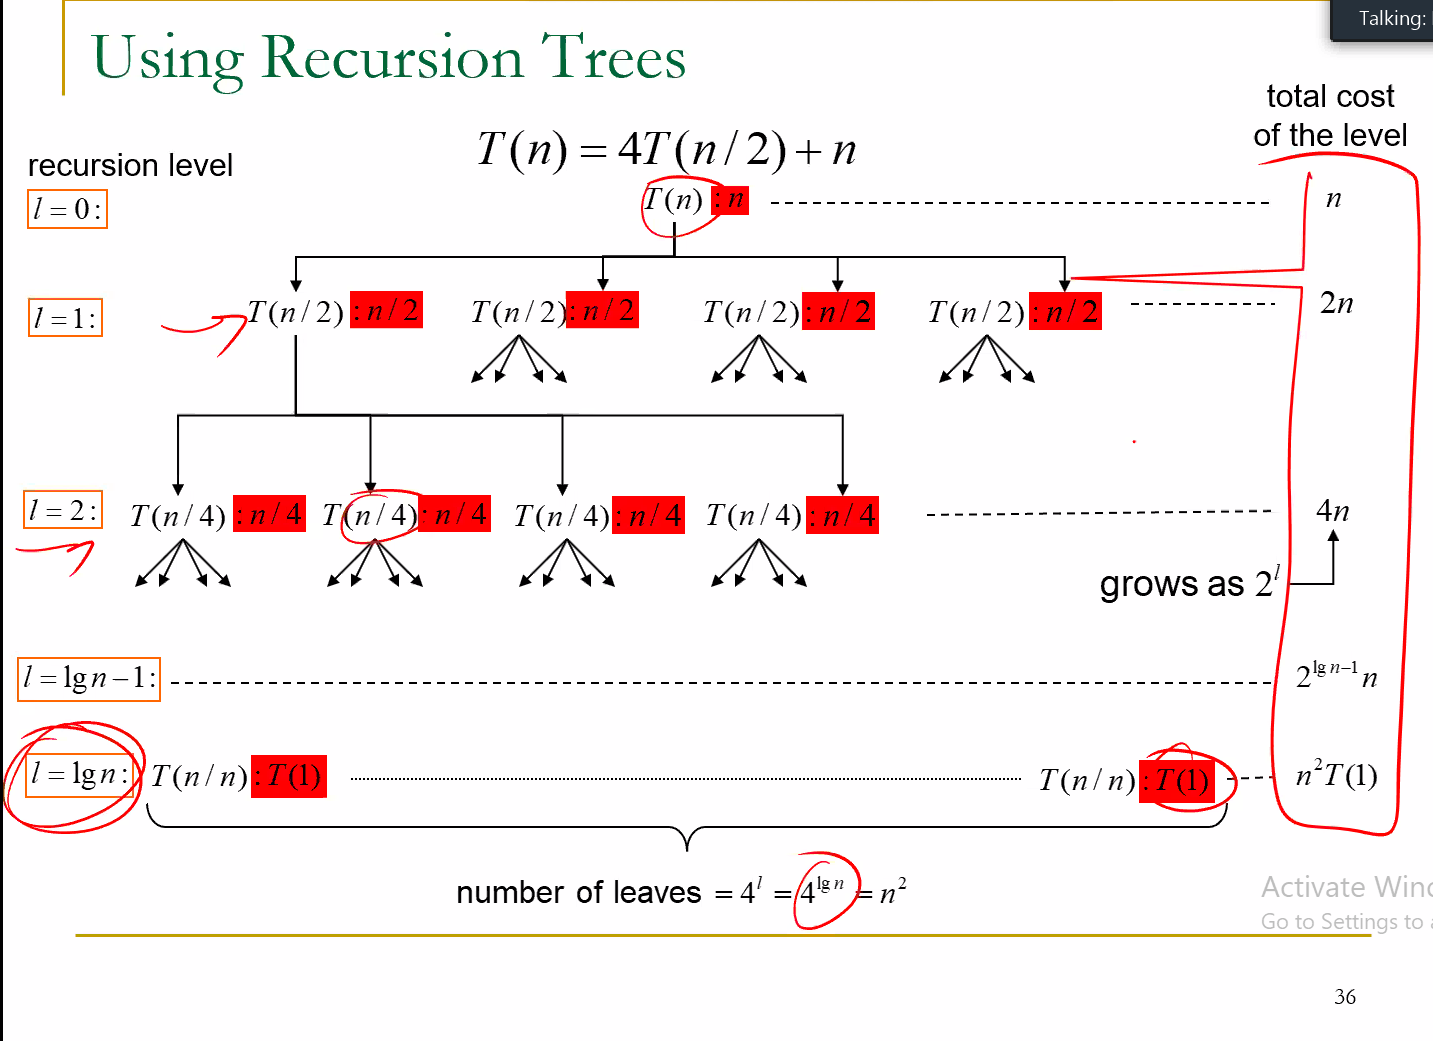 Talking:
Using Recursion Trees
total cost
of the level
T(n) = 4T(n/2) + n
recursion level
l = 0: T(n) : n n
l = 1: T(n/2) : n/2 T(n/2) : n/2 T(n/2) : n/2 T(n/2) : n/2 2n
l = 2: T(n/4) : n/4 T(n/4) : n/4 T(n/4) : n/4 T(n/4) : n/4 4n
grows as 2^l
l = lg n − 1: 2^{lg n−1} n
l = lg n: T(n/n) : T(1) T(n/n) : T(1) n² T(1)
number of leaves = 4^l = 4^{lg n} = n²
Activate
Go to Settings to
36